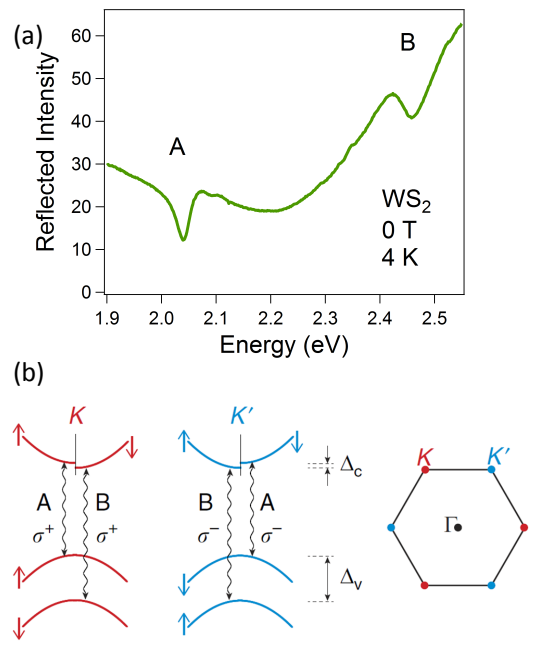 (a)
60
50
40
30
20
10
0
Reflected Intensity
A
B
WS₂
0 T
4 K
1.9 2.0 2.1 2.2 2.3 2.4 2.5
Energy (eV)
(b)
K K′
K K′
A B B A
σ⁺ σ⁺ σ⁻ σ⁻
Δc
Γ
Δv